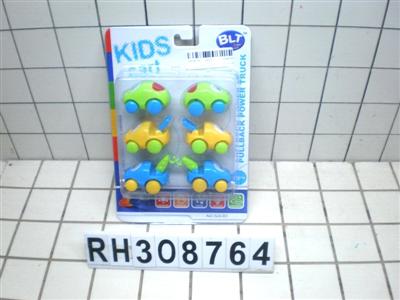 KIDS
BLT
PULLBACK POWER TRUCK
RH308764